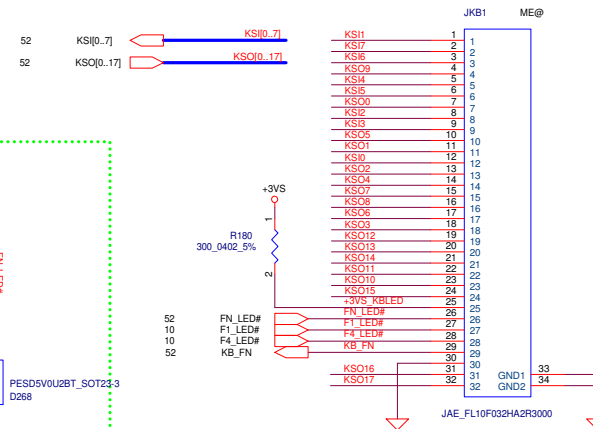 JKB1 ME@
52 KSI[0..7] KSI[0..7]
52 KSO[0..17] KSO[0..17]
KSI1 1 1
KSI7 2 2
KSI6 3 3
KSO9 4 4
KSI4 5 5
KSI5 6 6
KSO0 7 7
KSI2 8 8
KSI3 9 9
KSO5 10 10
KSO1 11 11
KSI0 12 12
KSO2 13 13
KSO4 14 14
KSO7 15 15
KSO8 16 16
KSO6 17 17
KSO3 18 18
KSO12 19 19
KSO13 20 20
KSO14 21 21
KSO11 22 22
KSO10 23 23
KSO15 24 24
+3VS
1
R180
300_0402_5%
2
+3VS_KBLED 25 25
52 FN_LED# FN_LED# 26 26
10 F1_LED# F1_LED# 27 27
10 F4_LED# F4_LED# 28 28
52 KB_FN KB_FN 29 29
30 30
KSO16 31 31 GND1 33
KSO17 32 32 GND2 34
PESD5V0U2BT_SOT23-3
D268
JAE_FL10F032HA2R3000